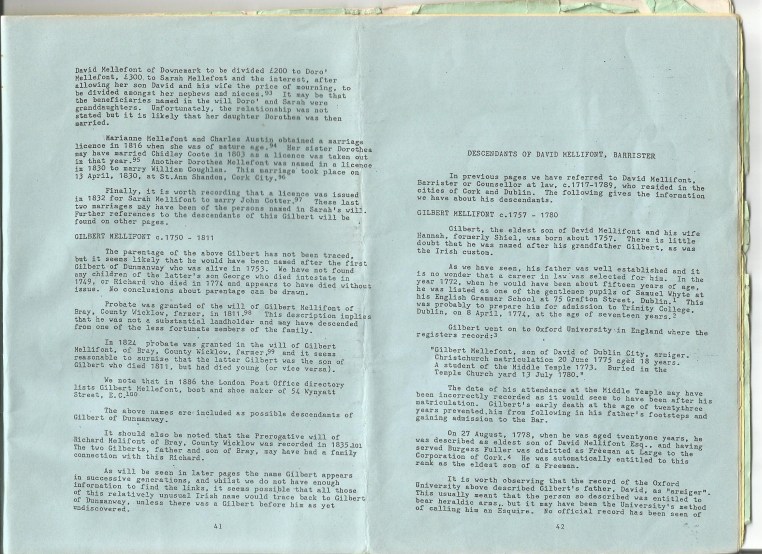 David Mellefont of Downemark to be divided £200 to Doro'
Mellefont, £300 to Sarah Mellefont and the interest, after
allowing her son David and his wife the price of mourning, to
be divided amongst her nephews and nieces.93 It may be that
the beneficiaries named in the will Doro' and Sarah were
granddaughters. Unfortunately, the relationship was not
stated but it is likely that her daughter Dorothea was then
married.
Marianne Mellefont and Charles Austin obtained a marriage
licence in 1816 when she was of mature age.94 Her sister Dorothea
may have married Chidley Coote in 1803 as a licence was taken out
in that year.95 Another Dorothea Mellefont was named in a licence
in 1830 to marry William Coughlan. This marriage took place on
13 April, 1830, at St.Ann Shandon, Cork City.96
Finally, it is worth recording that a licence was issued
in 1832 for Sarah Mellifont to marry John Cotter.97 These last
two marriages may have been of the persons named in Sarah's will.
Further references to the descendants of this Gilbert will be
found on other pages.
GILBERT MELLIFONT c.1750 - 1811
The parentage of the above Gilbert has not been traced,
but it seems likely that he would have been named after the first
Gilbert of Dunmanway who was alive in 1753. We have not found
any children of the latter's son George who died intestate in
1749, or Richard who died in 1774 and appears to have died without
issue. No conclusions about parentage can be drawn.
Probate was granted of the will of Gilbert Mellifont of
Bray, County Wicklow, farmer, in 1811.98 This description implies
that he was not a substantial landholder and may have descended
from one of the less fortunate members of the family.
In 1824 probate was granted in the will of Gilbert
Mellifont, of Bray, County Wicklow, farmer,99 and it seems
reasonable to surmise that the latter Gilbert was the son of
Gilbert who died 1811, but had died young (or vice versa).
We note that in 1886 the London Post Office directory
lists Gilbert Mellefont, boot and shoe maker of 54 Wynyatt
Street, E.C.100
The above names are included as possible descendants of
Gilbert of Dunmanway.
It should also be noted that the Prerogative will of
Richard Mellifont of Bray, County Wicklow was recorded in 1835.101
The two Gilberts, father and son of Bray, may have had a family
connection with this Richard.
As will be seen in later pages the name Gilbert appears
in successive generations, and whilst we do not have enough
information to find the links, it seems possible that all those
of this relatively unusual Irish name would trace back to Gilbert
of Dunmanway, unless there was a Gilbert before him as yet
undiscovered.
41
DESCENDANTS OF DAVID MELLIFONT, BARRISTER
In previous pages we have referred to David Mellifont,
Barrister or Counsellor at law, c.1717-1789, who resided in the
cities of Cork and Dublin. The following gives the information
we have about his descendants.
GILBERT MELLIFONT c.1757 - 1780
Gilbert, the eldest son of David Mellifont and his wife
Hannah, formerly Shiel, was born about 1757. There is little
doubt that he was named after his grandfather Gilbert, as was
the Irish custom.
As we have seen, his father was well established and it
is no wonder that a career in law was selected for his. In the
year 1772, when he would have been about fifteen years of age,
he was listed as one of the gentlemen pupils of Samuel Whyte at
his English Grammar School at 75 Grafton Street, Dublin.1 This
was probably to prepare him for admission to Trinity College,
Dublin, on 8 April, 1774, at the age of seventeen years.2
Gilbert went on to Oxford University in England where the
registers record:3
"Gilbert Mellifont, son of David of Dublin City, armiger.
Christchurch matriculation 20 June 1775 aged 18 years.
A student of the Middle Temple 1773. Buried in the
Temple Church yard 13 July 1780."
The date of his attendance at the Middle Temple may have
been incorrectly recorded as it would seem to have been after his
matriculation. Gilbert's early death at the age of twentythree
years prevented him from following in his father's footsteps and
gaining admission to the Bar.
On 27 August, 1778, when he was aged twentyone years, he
was described as eldest son of David Mellifont Esq., and having
served Burgess Fuller was admitted as Freeman at Large to the
Corporation of Cork.4 He was automatically entitled to this
rank as the eldest son of a Freeman.
It is worth observing that the record of the Oxford
University above described Gilbert's father, David, as "armiger".
This usually meant that the person so described was entitled to
bear heraldic arms, but it may have been the University's method
of calling him an Esquire. No official record has been seen of
42